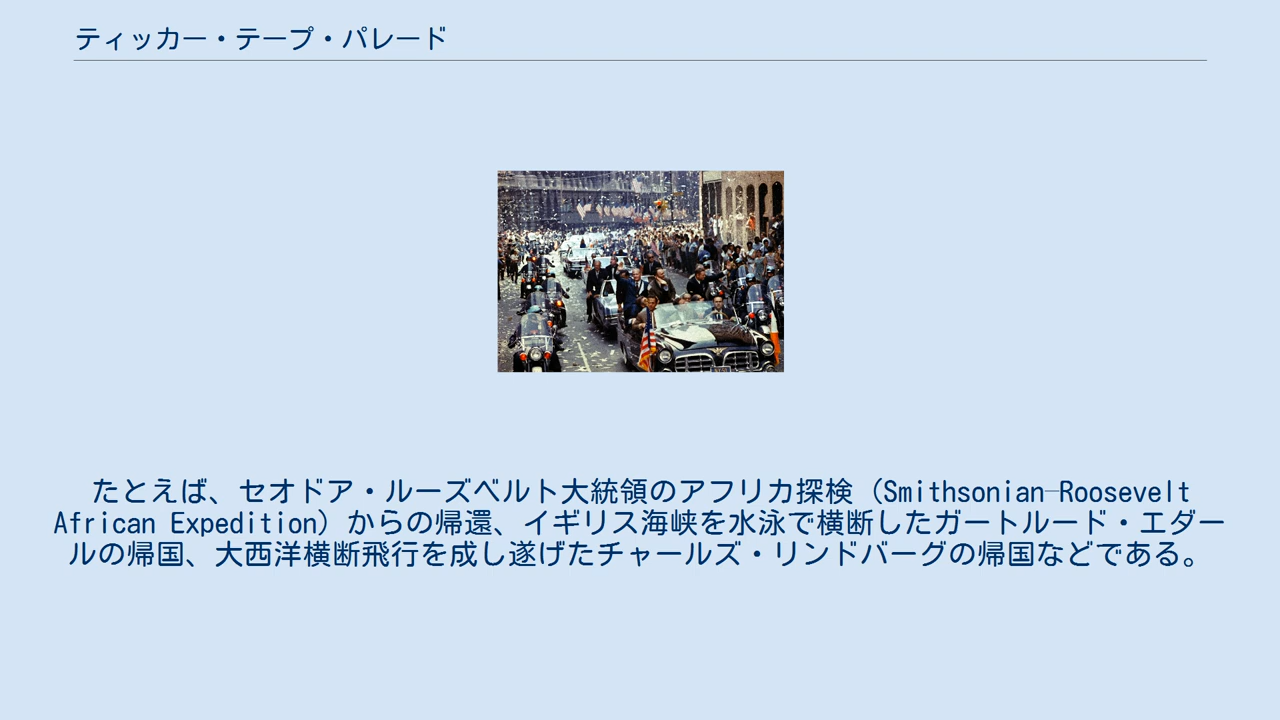 ティッカー・テープ・パレード
たとえば、セオドア・ルーズベルト大統領のアフリカ探検（Smithsonian–Roosevelt
African Expedition）からの帰還、イギリス海峡を水泳で横断したガートルード・エダー
ルの帰国、大西洋横断飛行を成し遂げたチャールズ・リンドバーグの帰国などである。